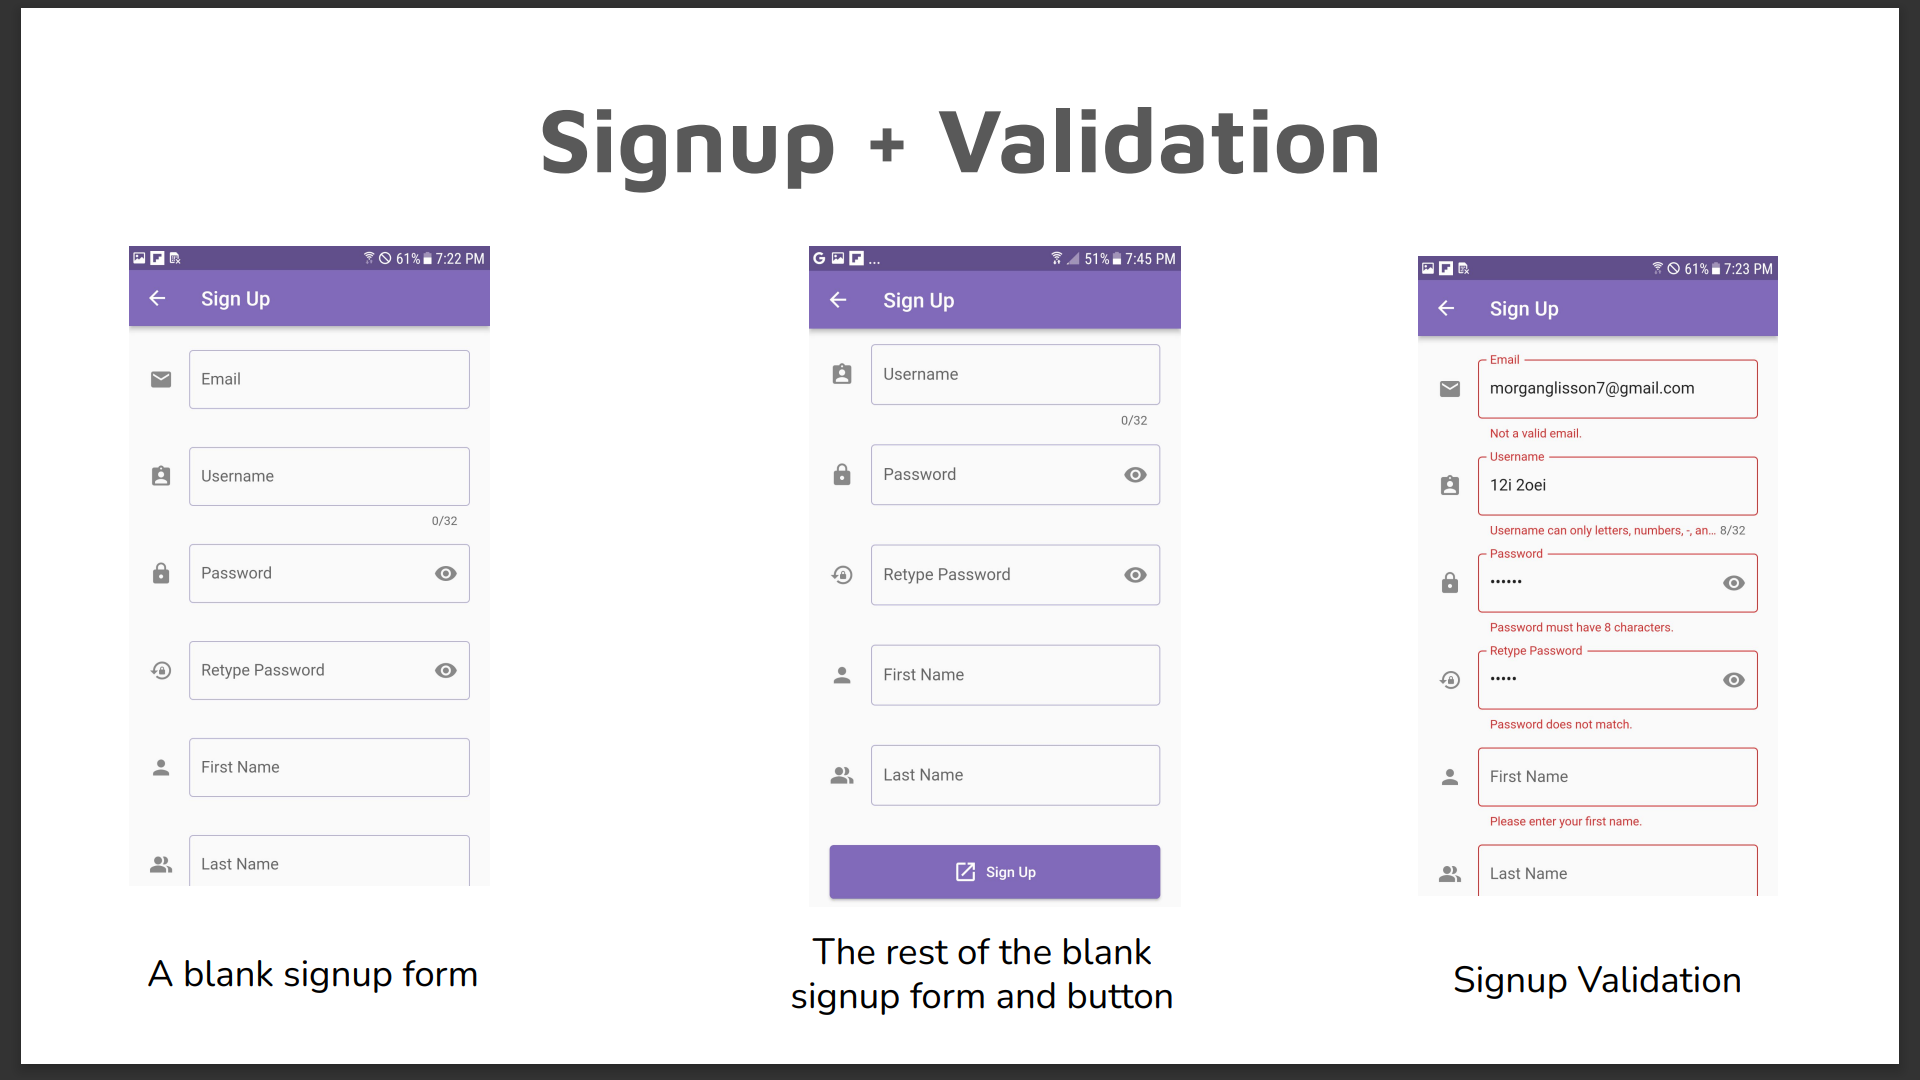 Signup + Validation
61% 7:22 PM
Sign Up
Email
Username
0/32
Password
Retype Password
First Name
Last Name
A blank signup form
G ... 51% 7:45 PM
Sign Up
Username
0/32
Password
Retype Password
First Name
Last Name
Sign Up
The rest of the blank
signup form and button
61% 7:23 PM
Sign Up
Email
morganglisson7@gmail.com
Not a valid email.
Username
12i 2oei
Username can only letters, numbers, -, an... 8/32
Password
••••••
Password must have 8 characters.
Retype Password
•••••
Password does not match.
First Name
Please enter your first name.
Last Name
Signup Validation